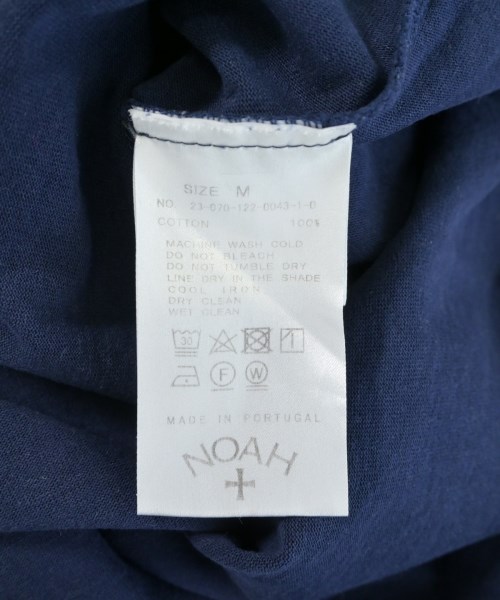 SIZE M
NO. 23-070-122-0043-1-0
COTTON 100%
MACHINE WASH COLD
DO NOT BLEACH
DO NOT TUMBLE DRY
LINE DRY IN THE SHADE
COOL IRON
DRY CLEAN
WET CLEAN
30
F W
MADE IN PORTUGAL
NOAH